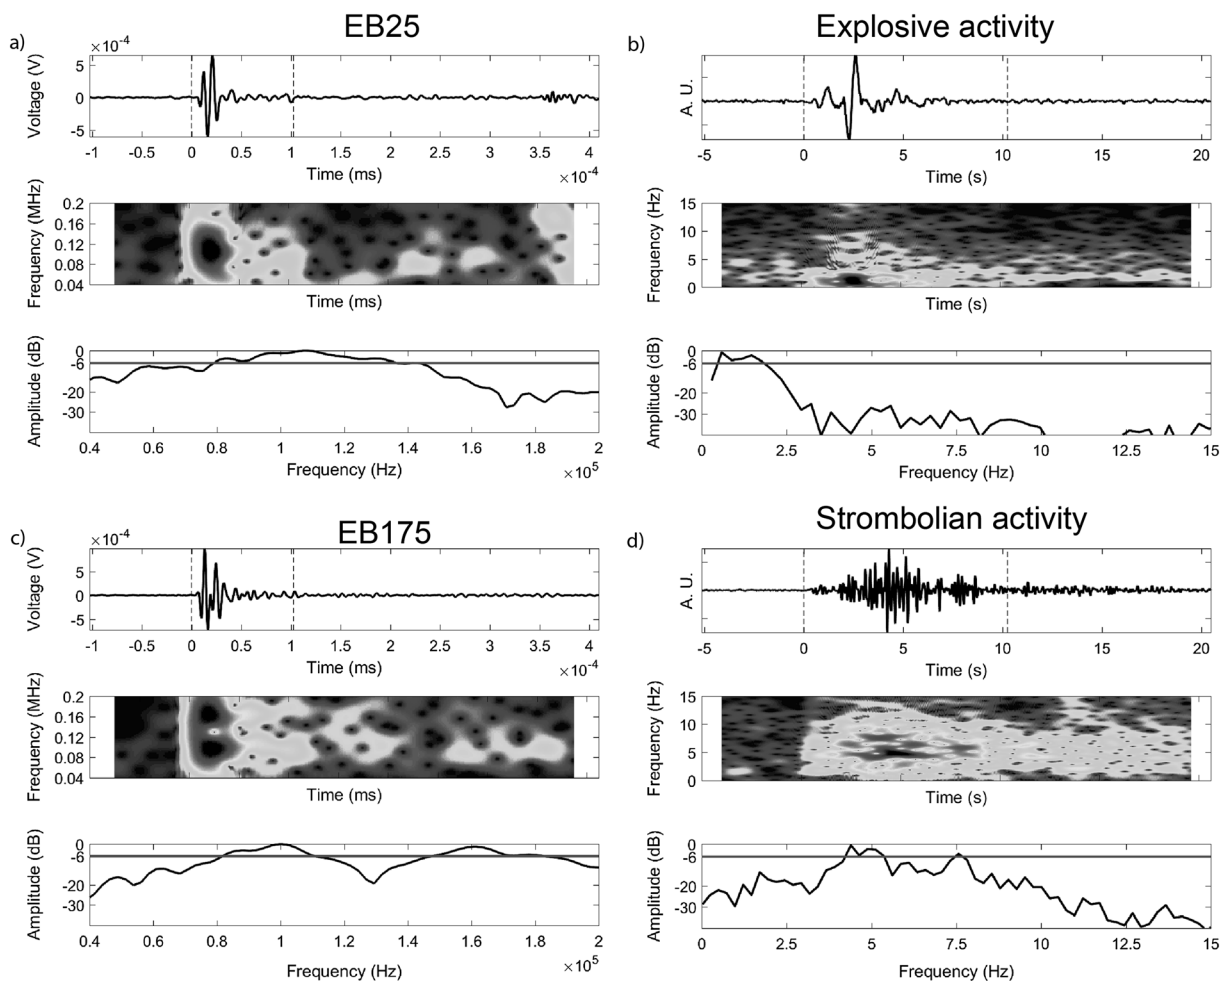 EB25
a)
×10-4
Voltage (V)
5
0
-5
-1 0 0.5 1 1.5 2 2.5 3 3.5 4
Time (ms)
×10-4
Frequency (MHz)
0.2
0.16
0.12
0.08
0.04
Time (ms)
Amplitude (dB)
0
-6
-20
-30
0.4 0.6 0.8 1 1.2 1.4 1.6 1.8 2
Frequency (Hz)
×105
Explosive activity
b)
A. U.
-5 0 5 10 15 20
Time (s)
Frequency (Hz)
15
10
5
0
Time (s)
Amplitude (dB)
0
-6
-20
-30
0 2.5 5 7.5 10 12.5 15
Frequency (Hz)
EB175
c)
×10-4
Voltage (V)
5
0
-5
-1 0 0.5 1 1.5 2 2.5 3 3.5 4
Time (ms)
×10-4
Frequency (MHz)
0.2
0.16
0.12
0.08
0.04
Time (ms)
Amplitude (dB)
0
-6
-20
-30
0.4 0.6 0.8 1 1.2 1.4 1.6 1.8 2
Frequency (Hz)
×105
Strombolian activity
d)
A. U.
-5 0 5 10 15 20
Time (s)
Frequency (Hz)
15
10
5
0
Time (s)
Amplitude (dB)
0
-6
-20
-30
0 2.5 5 7.5 10 12.5 15
Frequency (Hz)